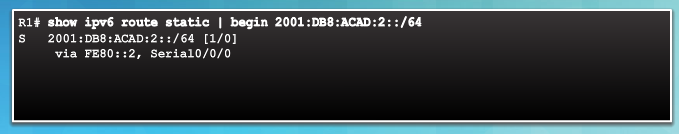 R1# show ipv6 route static | begin 2001:DB8:ACAD:2::/64
S   2001:DB8:ACAD:2::/64 [1/0]
     via FE80::2, Serial0/0/0